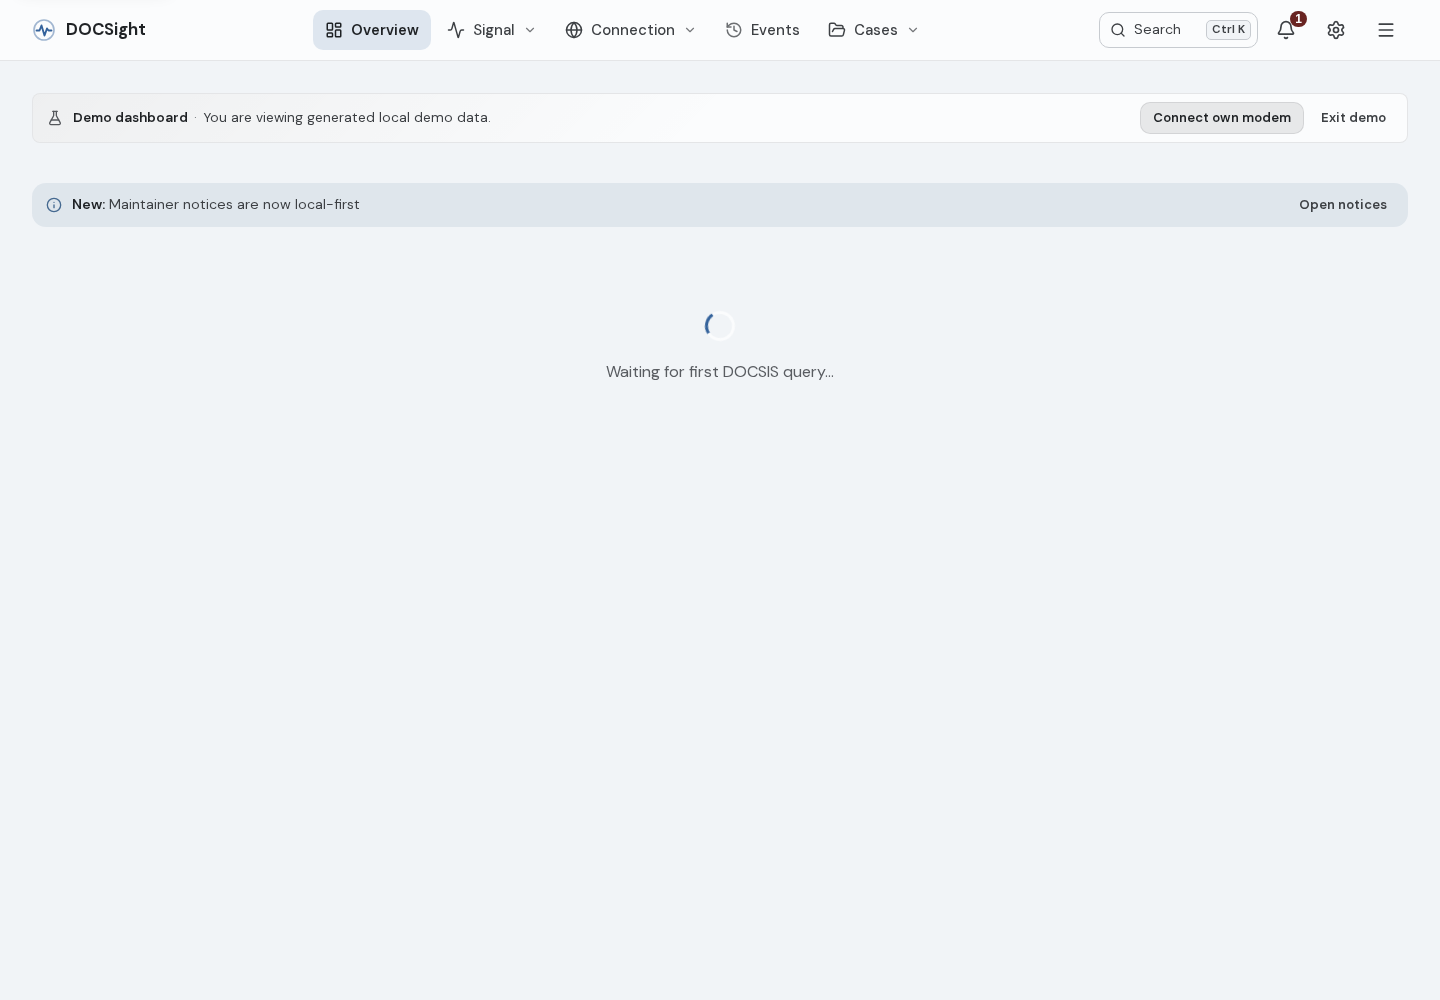 DOCSight
Overview
Signal
Connection
Events
Cases
Search
Ctrl K
1
Demo dashboard · You are viewing generated local demo data.
Connect own modem
Exit demo
New: Maintainer notices are now local-first
Open notices
Waiting for first DOCSIS query...